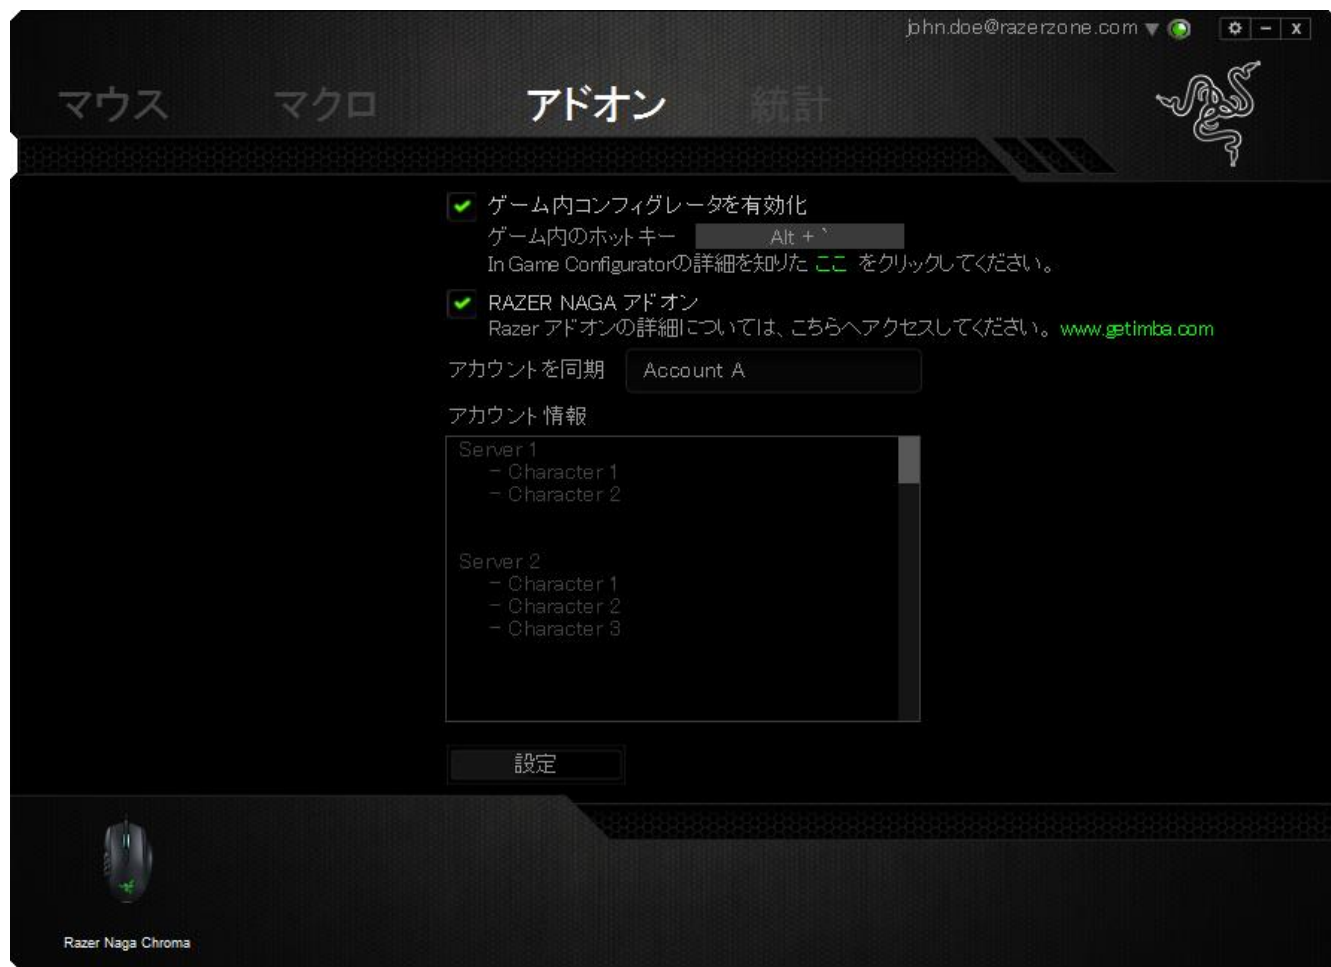 john.doe@razerzone.com
マウス マクロ アドオン 統計
ゲーム内コンフィグレータを有効化
ゲーム内のホットキー Alt + `
In Game Configuratorの詳細を知りた ここ をクリックしてください。
RAZER NAGA アドオン
Razer アドオンの詳細については、こちらへアクセスしてください。 www.getimba.com
アカウントを同期 Account A
アカウント情報
Server 1
- Character 1
- Character 2
Server 2
- Character 1
- Character 2
- Character 3
設定
Razer Naga Chroma